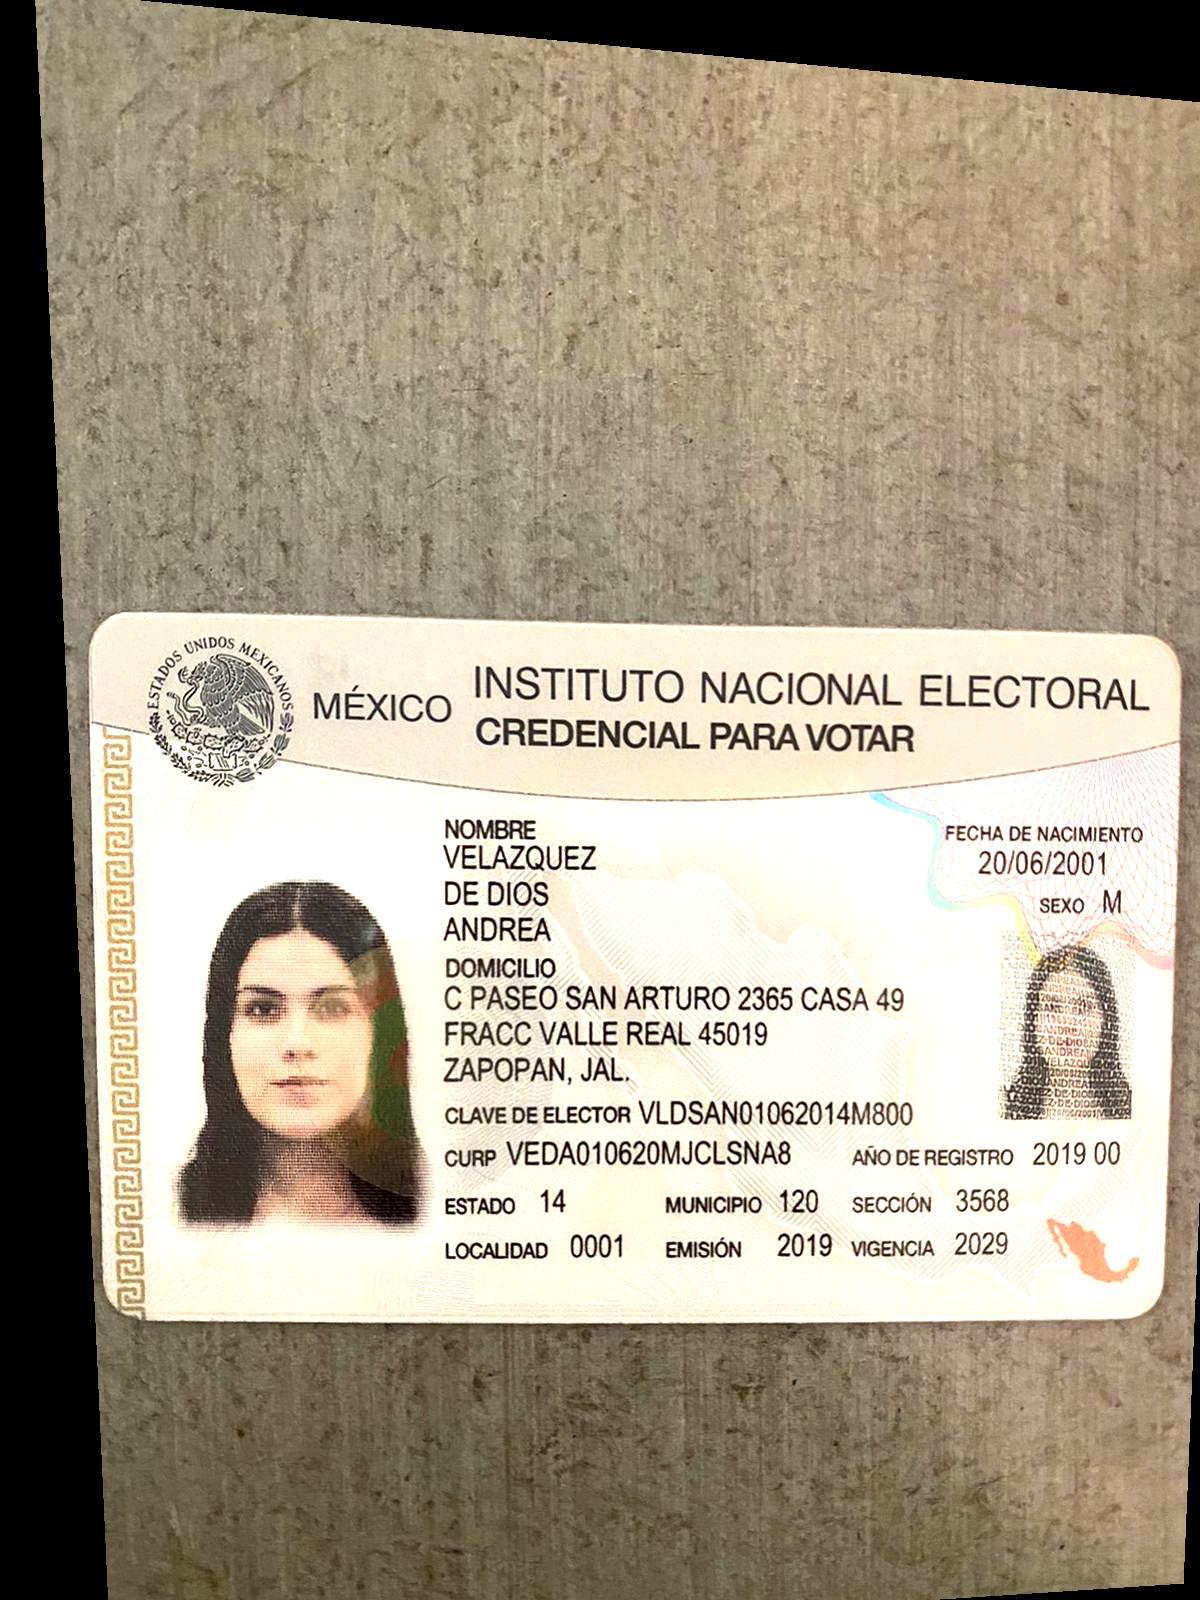 ESTADOS UNIDOS MEXICANOS
MÉXICO
INSTITUTO NACIONAL ELECTORAL
CREDENCIAL PARA VOTAR
NOMBRE
VELAZQUEZ
DE DIOS
ANDREA
FECHA DE NACIMIENTO
20/06/2001
SEXO M
DOMICILIO
C PASEO SAN ARTURO 2365 CASA 49
FRACC VALLE REAL 45019
ZAPOPAN, JAL.
CLAVE DE ELECTOR VLDSAN01062014M800
CURP VEDA010620MJCLSNA8 AÑO DE REGISTRO 2019 00
ESTADO 14 MUNICIPIO 120 SECCIÓN 3568
LOCALIDAD 0001 EMISIÓN 2019 VIGENCIA 2029